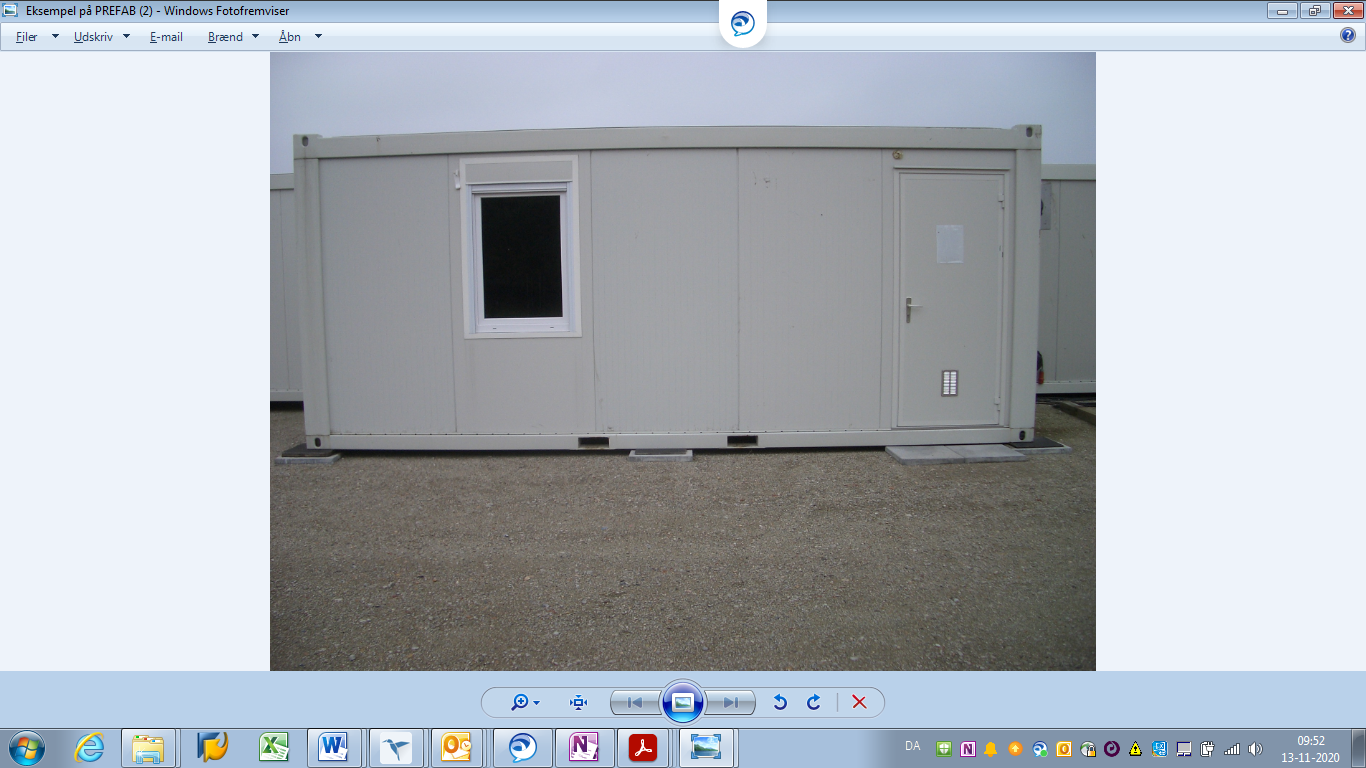 Eksempel på PREFAB (2) - Windows Fotofremviser
Filer Udskriv E-mail Brænd Åbn
DA
09:52
13-11-2020